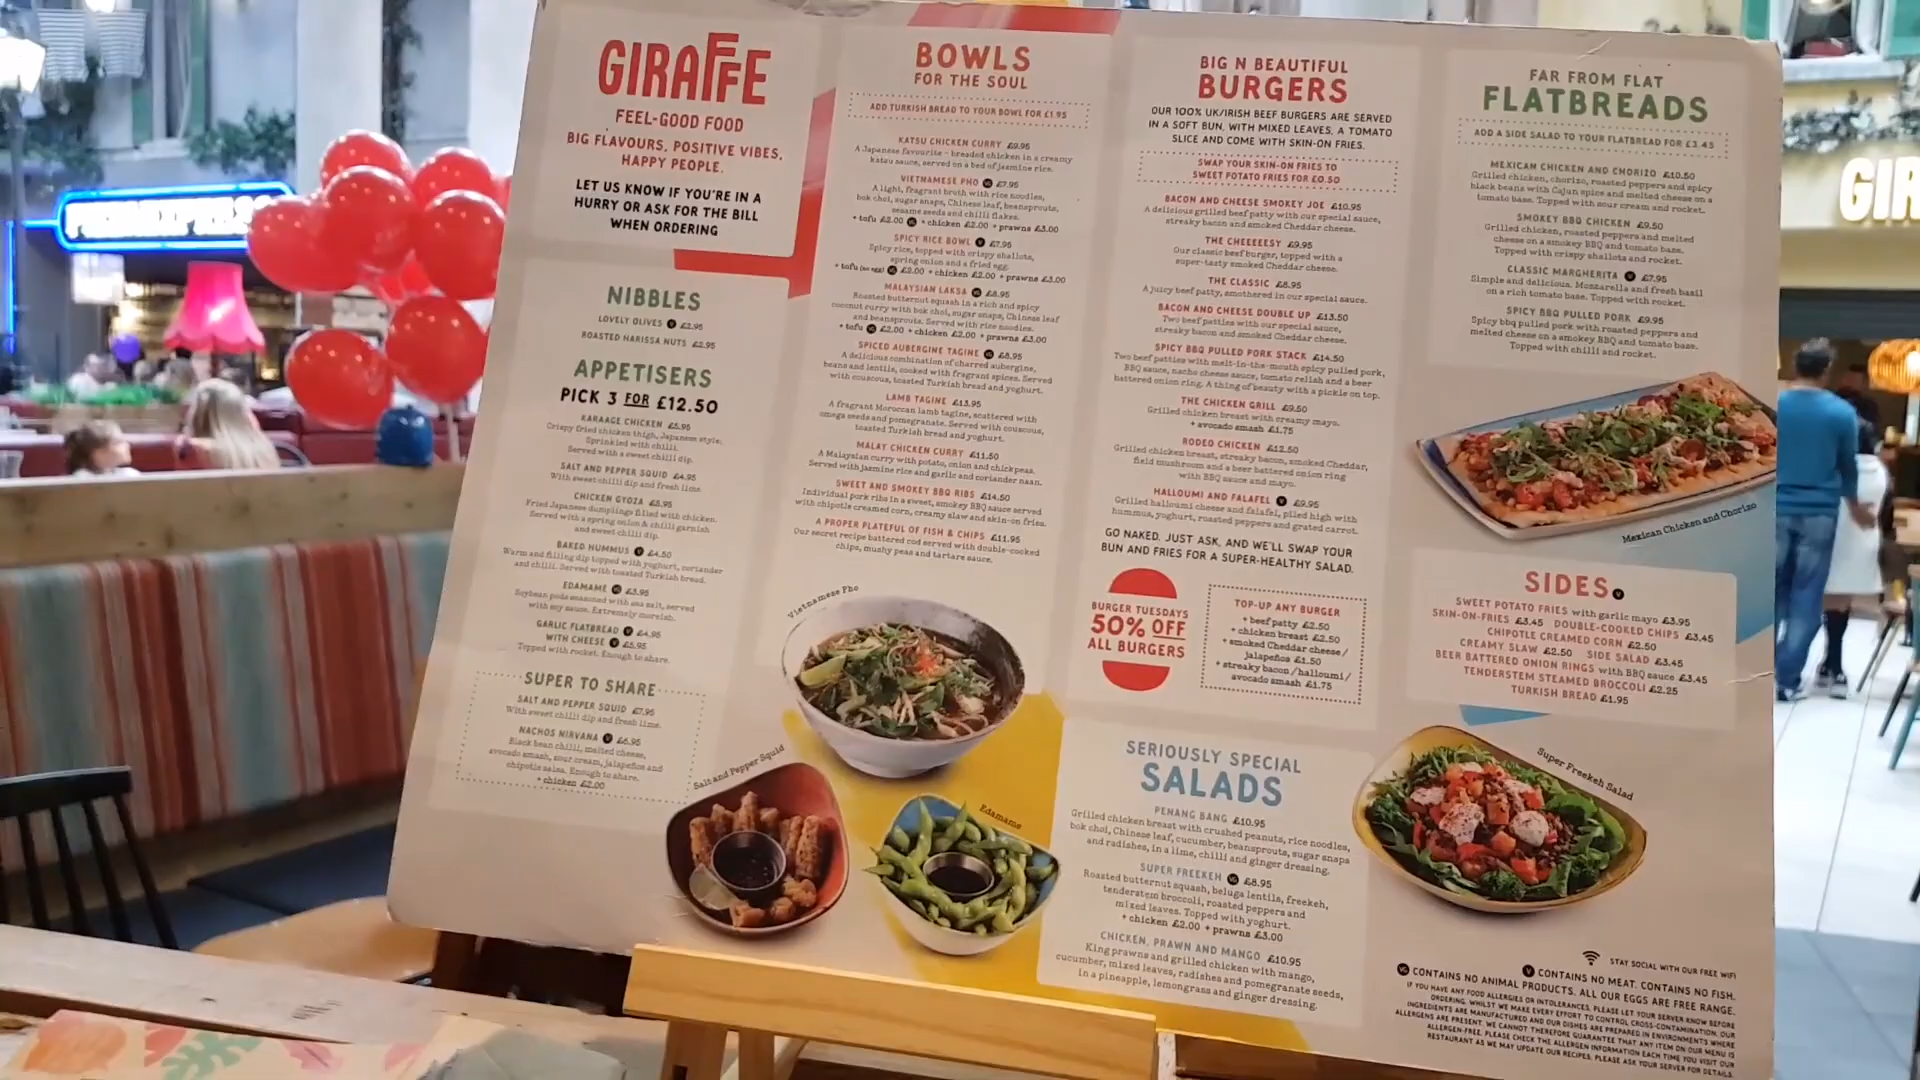 GIRAFFE
FEEL-GOOD FOOD
BIG FLAVOURS, POSITIVE VIBES,
HAPPY PEOPLE.
LET US KNOW IF YOU'RE IN A
HURRY OR ASK FOR THE BILL
WHEN ORDERING
NIBBLES
LOVELY OLIVES VG £2.95
ROASTED HARISSA NUTS £2.95
APPETISERS
PICK 3 FOR £12.50
KARAAGE CHICKEN £5.95
Crispy fried chicken thigh, Japanese style.
Sprinkled with chilli.
Served with a sweet chilli dip.
SALT AND PEPPER SQUID £4.95
With sweet chilli dip and fresh lime.
CHICKEN GYOZA £5.95
Fried Japanese dumplings filled with chicken.
Served with a spring onion & chilli garnish
and sweet chilli dip.
BAKED HUMMUS V £4.50
Warm and filling dip topped with yoghurt, coriander
and chilli. Served with toasted Turkish bread.
EDAMAME VG £3.95
Soybean pods seasoned with sea salt, served
with soy sauce. Extremely moreish.
GARLIC FLATBREAD V £4.95
WITH CHEESE V £5.95
Topped with rocket. Enough to share.
SUPER TO SHARE
SALT AND PEPPER SQUID £7.95
With sweet chilli dip and fresh lime.
NACHOS NIRVANA V £6.95
Black bean chilli, melted cheese,
avocado smash, sour cream, jalapeños and
chipotle salsa. Enough to share.
+ chicken £2.00
BOWLS
FOR THE SOUL
ADD TURKISH BREAD TO YOUR BOWL FOR £1.95
KATSU CHICKEN CURRY £9.95
A Japanese favourite - breaded chicken in a creamy
katsu sauce, served on a bed of jasmine rice.
VIETNAMESE PHO VG £7.95
A light, fragrant broth with rice noodles,
bok choi, sugar snaps, Chinese leaf, beansprouts,
sesame seeds and chilli flakes.
+ tofu £2.00 VG + chicken £2.00 + prawns £3.00
SPICY RICE BOWL V £7.95
Spicy rice, topped with crispy shallots,
spring onion and a fried egg.
+ tofu (no egg) VG £2.00 + chicken £2.00 + prawns £3.00
MALAYSIAN LAKSA VG £8.95
Roasted butternut squash in a rich and spicy
coconut curry with bok choi, sugar snaps, Chinese leaf
and beansprouts. Served with rice noodles.
+ tofu VG £2.00 + chicken £2.00 + prawns £3.00
SPICED AUBERGINE TAGINE VG £8.95
A delicious combination of charred aubergine,
beans and lentils, cooked with fragrant spices. Served
with couscous, toasted Turkish bread and yoghurt.
LAMB TAGINE £13.95
A fragrant Moroccan lamb tagine, scattered with
omega seeds and pomegranate. Served with couscous,
toasted Turkish bread and yoghurt.
MALAY CHICKEN CURRY £11.50
A Malaysian curry with potato, onion and chickpeas.
Served with jasmine rice and garlic and coriander naan.
SWEET AND SMOKEY BBQ RIBS £14.50
Individual pork ribs in a sweet, smokey BBQ sauce served
with chipotle creamed corn, creamy slaw and skin-on fries.
A PROPER PLATEFUL OF FISH & CHIPS £11.95
Our secret recipe battered cod served with double-cooked
chips, mushy peas and tartare sauce.
Vietnamese Pho
Salt and Pepper Squid
Edamame
BIG N BEAUTIFUL
BURGERS
OUR 100% UK/IRISH BEEF BURGERS ARE SERVED
IN A SOFT BUN, WITH MIXED LEAVES, A TOMATO
SLICE AND COME WITH SKIN-ON FRIES.
SWAP YOUR SKIN-ON FRIES TO
SWEET POTATO FRIES FOR £0.50
BACON AND CHEESE SMOKEY JOE £10.95
A delicious grilled beef patty with our special sauce,
streaky bacon and smoked Cheddar cheese.
THE CHEEEEESY £9.95
Our classic beef burger, topped with a
super-tasty smoked Cheddar cheese.
THE CLASSIC £8.95
A juicy beef patty, smothered in our special sauce.
BACON AND CHEESE DOUBLE UP £13.50
Two beef patties with our special sauce,
streaky bacon and smoked Cheddar cheese.
SPICY BBQ PULLED PORK STACK £14.50
Two beef patties with melt-in-the-mouth spicy pulled pork,
BBQ sauce, nacho cheese sauce, tomato relish and a beer
battered onion ring. A thing of beauty with a pickle on top.
THE CHICKEN GRILL £9.50
Grilled chicken breast with creamy mayo.
+ avocado smash £1.75
RODEO CHICKEN £12.50
Grilled chicken breast, streaky bacon, smoked Cheddar,
field mushroom and a beer battered onion ring
with BBQ sauce and mayo.
HALLOUMI AND FALAFEL V £9.95
Grilled halloumi cheese and falafel, piled high with
hummus, yoghurt, roasted peppers and grated carrot.
GO NAKED. JUST ASK, AND WE'LL SWAP YOUR
BUN AND FRIES FOR A SUPER-HEALTHY SALAD.
BURGER TUESDAYS
50% OFF
ALL BURGERS
TOP-UP ANY BURGER
+ beef patty £2.50
+ chicken breast £2.50
+ smoked Cheddar cheese/
jalapeños £1.50
+ streaky bacon/halloumi/
avocado smash £1.75
SERIOUSLY SPECIAL
SALADS
PENANG BANG £10.95
Grilled chicken breast with crushed peanuts, rice noodles,
bok choi, Chinese leaf, cucumber, beansprouts, sugar snaps
and radishes, in a lime, chilli and ginger dressing.
SUPER FREEKEH VG £8.95
Roasted butternut squash, beluga lentils, freekeh,
tenderstem broccoli, roasted peppers and
mixed leaves. Topped with yoghurt.
+ chicken £2.00 + prawns £3.00
CHICKEN, PRAWN AND MANGO £10.95
King prawns and grilled chicken with mango,
cucumber, mixed leaves, radishes and pomegranate seeds,
in a pineapple, lemongrass and ginger dressing.
FAR FROM FLAT
FLATBREADS
ADD A SIDE SALAD TO YOUR FLATBREAD FOR £3.45
MEXICAN CHICKEN AND CHORIZO £10.50
Grilled chicken, chorizo, roasted peppers and spicy
black beans with Cajun spice and melted cheese on a
tomato base. Topped with sour cream and rocket.
SMOKEY BBQ CHICKEN £9.50
Grilled chicken, roasted peppers and melted
cheese on a smokey BBQ and tomato base.
Topped with crispy shallots and rocket.
CLASSIC MARGHERITA V £7.95
Simple and delicious. Mozzarella and fresh basil
on a rich tomato base. Topped with rocket.
SPICY BBQ PULLED PORK £9.95
Spicy bbq pulled pork with roasted peppers and
melted cheese on a smokey BBQ and tomato base.
Topped with chilli and rocket.
Mexican Chicken and Chorizo
SIDES V
SWEET POTATO FRIES with garlic mayo £3.95
SKIN-ON-FRIES £3.45 DOUBLE-COOKED CHIPS £3.45
CHIPOTLE CREAMED CORN £2.50
CREAMY SLAW £2.50 SIDE SALAD £3.45
BEER BATTERED ONION RINGS with BBQ sauce £3.45
TENDERSTEM STEAMED BROCCOLI £2.25
TURKISH BREAD £1.95
Super Freekeh Salad
STAY SOCIAL WITH OUR FREE WIFI
VG CONTAINS NO ANIMAL PRODUCTS. V CONTAINS NO MEAT. CONTAINS NO FISH.
ALL OUR EGGS ARE FREE RANGE.
IF YOU HAVE ANY FOOD ALLERGIES OR INTOLERANCES, PLEASE LET YOUR SERVER KNOW BEFORE
ORDERING. WHILST WE MAKE EVERY EFFORT TO CONTROL CROSS-CONTAMINATION, OUR
INGREDIENTS ARE MANUFACTURED AND OUR DISHES ARE PREPARED IN ENVIRONMENTS WHERE
ALLERGENS ARE PRESENT. WE CANNOT THEREFORE GUARANTEE THAT ANY ITEM ON OUR MENU IS
ALLERGEN-FREE. PLEASE CHECK THE ALLERGEN INFORMATION EACH TIME YOU VISIT OUR
RESTAURANT AS WE MAY UPDATE OUR RECIPES. PLEASE ASK YOUR SERVER FOR DETAILS.
GIR